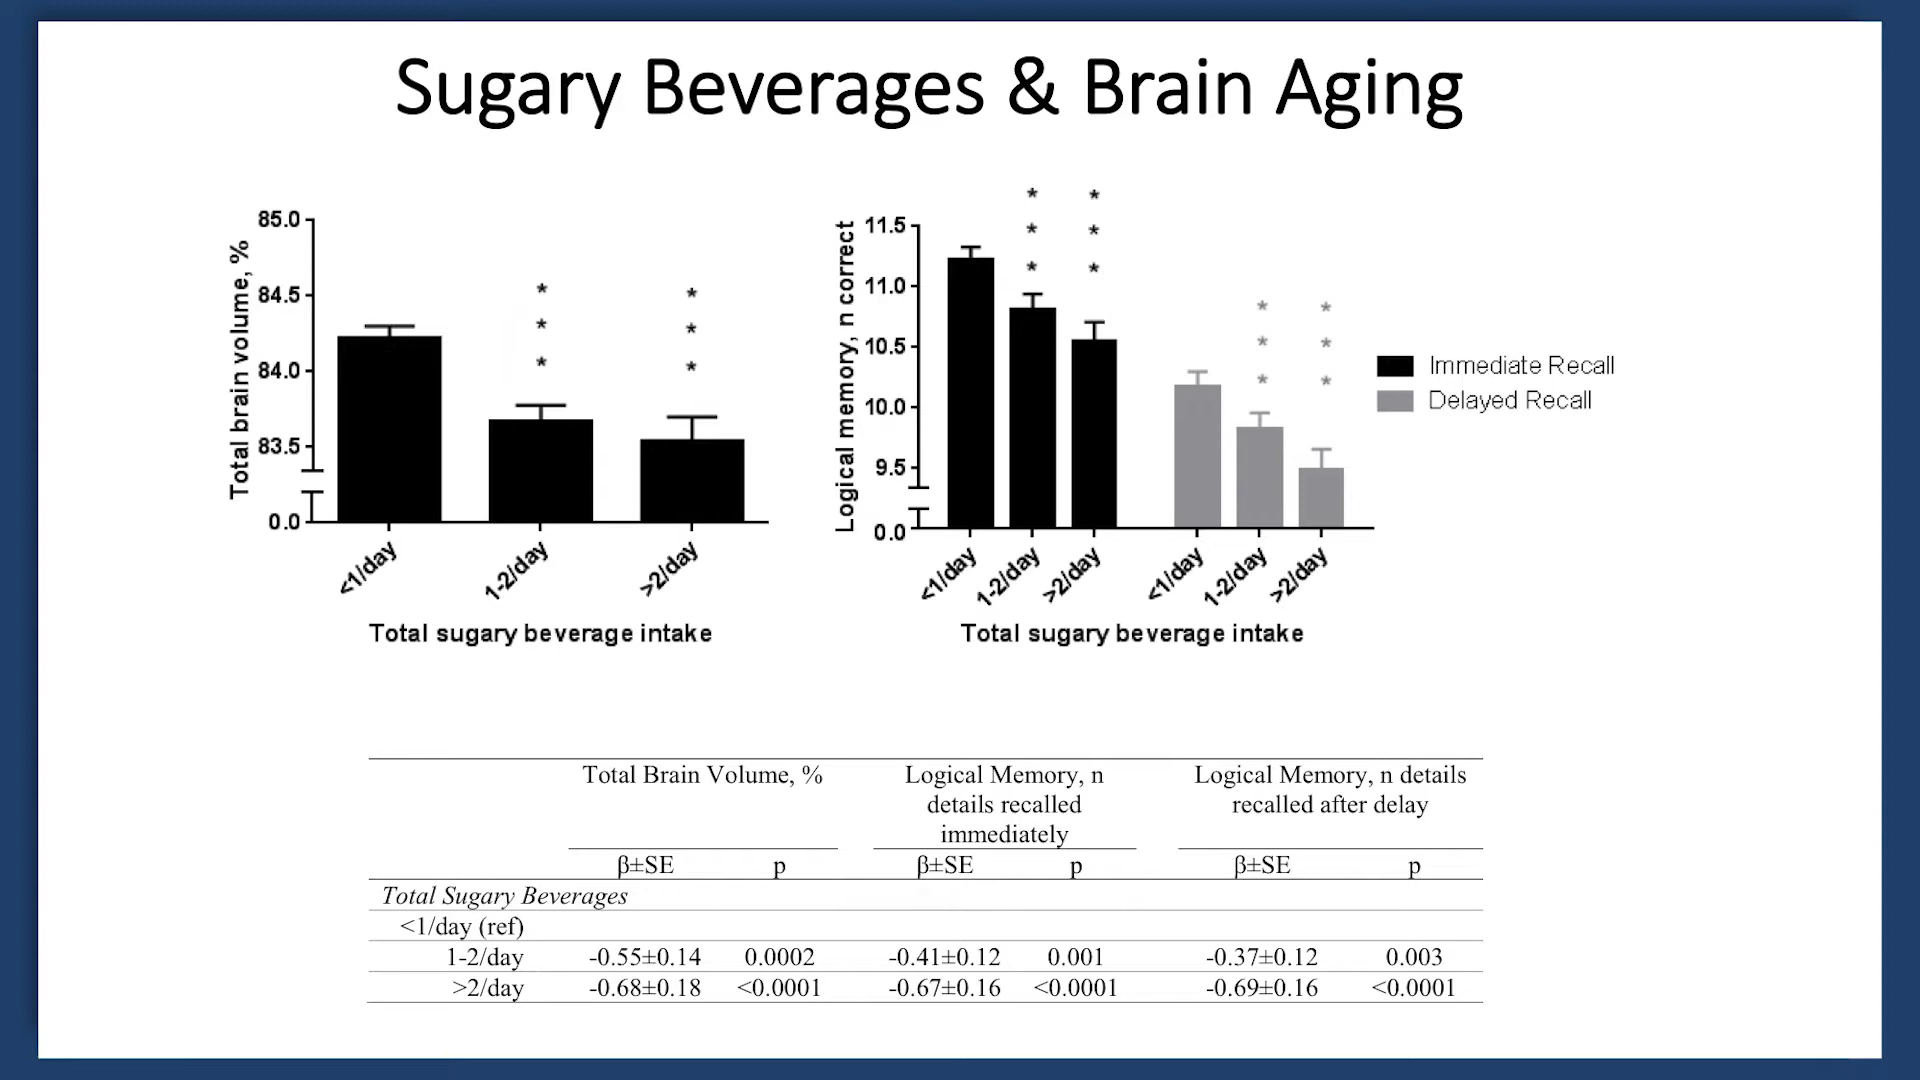 Sugary Beverages & Brain Aging
Total brain volume, %
85.0
84.5
84.0
83.5
0.0
* * *
* * *
<1/day
1-2/day
>2/day
Total sugary beverage intake
Logical memory, n correct
11.5
11.0
10.5
10.0
9.5
0.0
* * *
* * *
* * *
* * *
<1/day
1-2/day
>2/day
<1/day
1-2/day
>2/day
Total sugary beverage intake
Immediate Recall
Delayed Recall
Total Brain Volume, %
Logical Memory, n
details recalled
immediately
Logical Memory, n details
recalled after delay
β±SE p β±SE p β±SE p
Total Sugary Beverages
<1/day (ref)
1-2/day -0.55±0.14 0.0002 -0.41±0.12 0.001 -0.37±0.12 0.003
>2/day -0.68±0.18 <0.0001 -0.67±0.16 <0.0001 -0.69±0.16 <0.0001